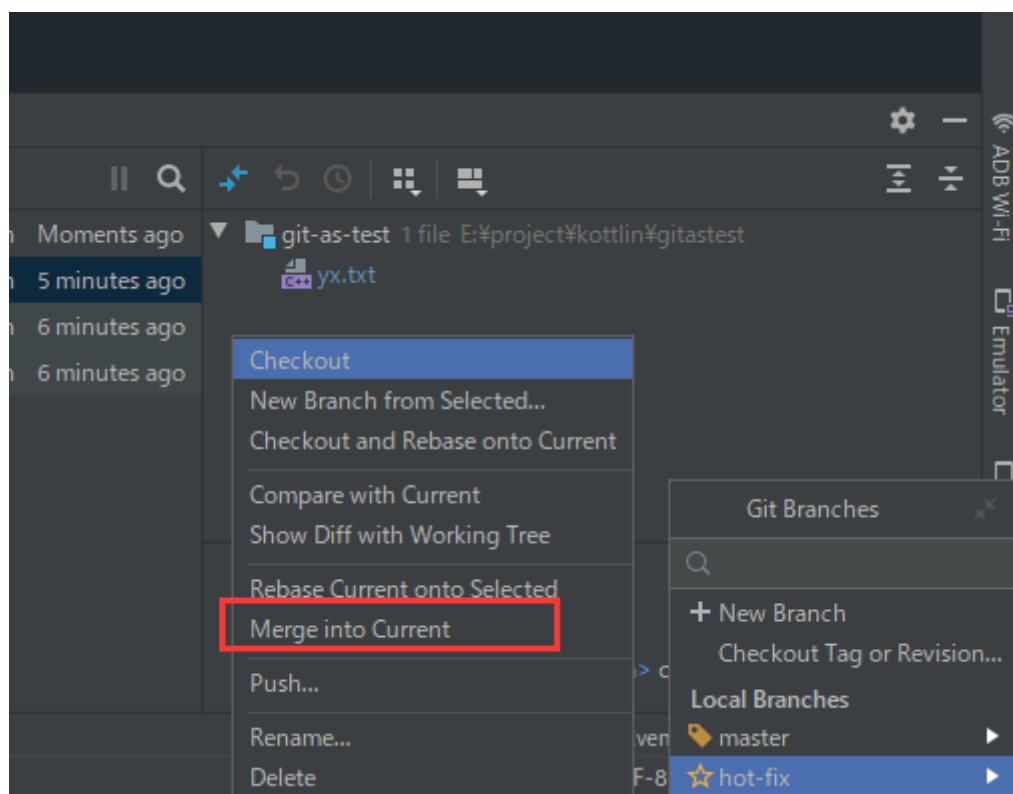 Moments ago
5 minutes ago
6 minutes ago
6 minutes ago
git-as-test 1 file E:¥project¥kottlin¥gitastest
C++ yx.txt
Checkout
New Branch from Selected...
Checkout and Rebase onto Current
Compare with Current
Show Diff with Working Tree
Rebase Current onto Selected
Merge into Current
Push...
Rename...
Delete
Git Branches
+ New Branch
Checkout Tag or Revision...
Local Branches
master
hot-fix
ADB Wi-Fi
Emulator